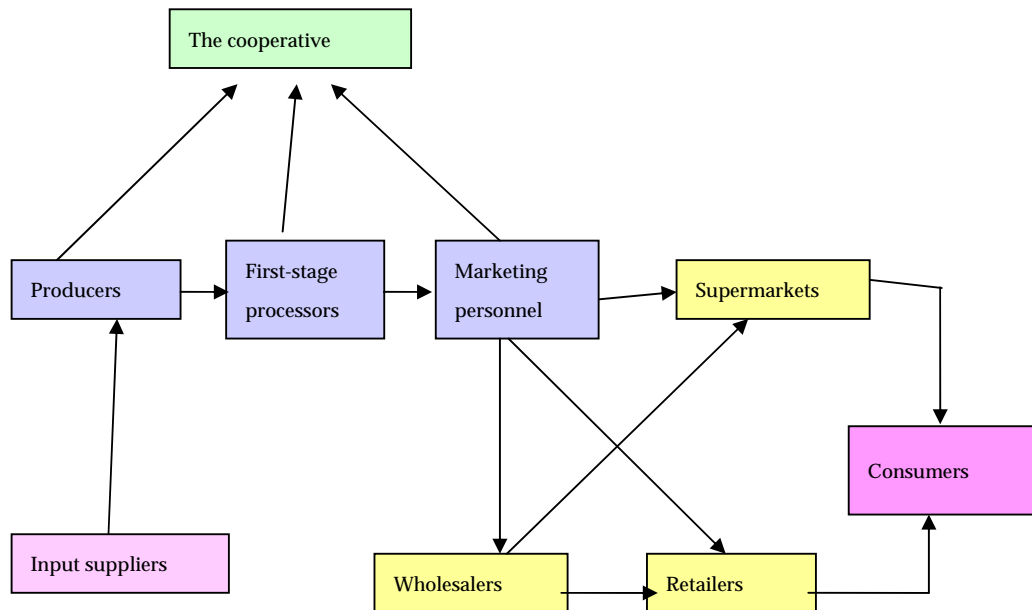 The cooperative
Producers
First-stage
processors
Marketing
personnel
Supermarkets
Consumers
Input suppliers
Wholesalers
Retailers